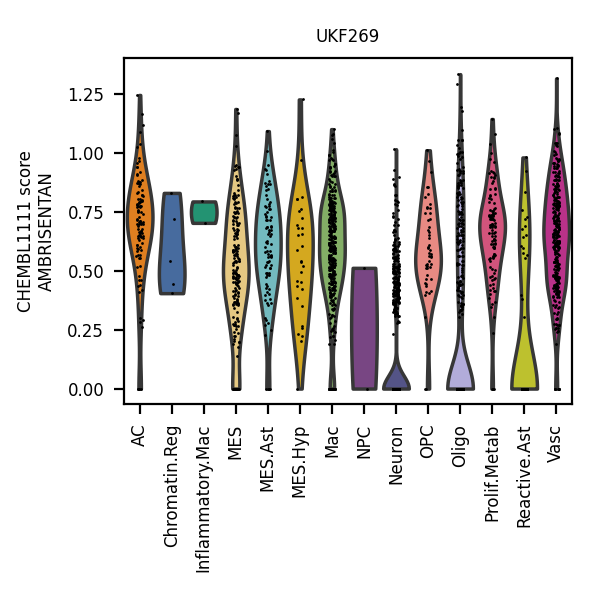 UKF269
CHEMBL1111 score
AMBRISENTAN
1.25
1.00
0.75
0.50
0.25
0.00
AC
Chromatin.Reg
Inflammatory.Mac
MES
MES.Ast
MES.Hyp
Mac
NPC
Neuron
OPC
Oligo
Prolif.Metab
Reactive.Ast
Vasc